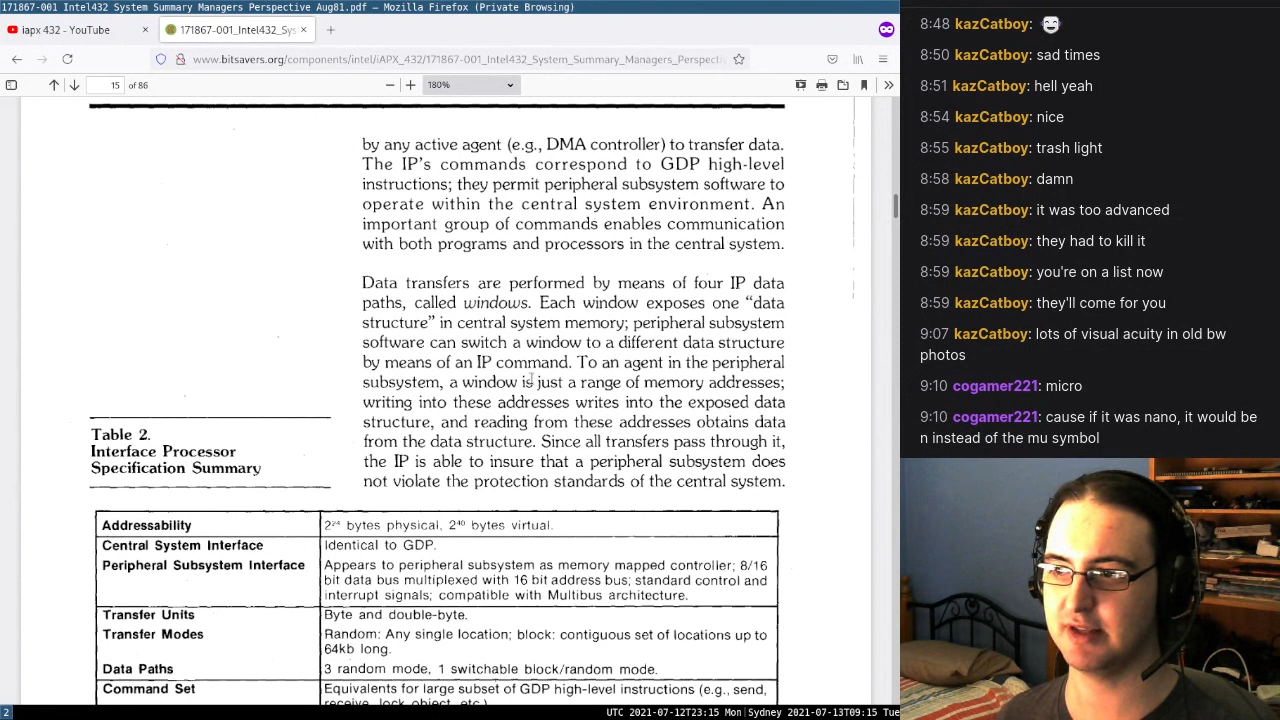 171867-001 Intel432 System Summary Managers Perspective Aug81.pdf - Mozilla Firefox (Private Browsing)
iapx 432 - YouTube
171867-001_Intel432_Sys
www.bitsavers.org/components/intel/iAPX_432/171867-001_Intel432_System_Summary_Managers_Perspecti
15 of 86
180%
by any active agent (e.g., DMA controller) to transfer data.
The IP's commands correspond to GDP high-level
instructions; they permit peripheral subsystem software to
operate within the central system environment. An
important group of commands enables communication
with both programs and processors in the central system.
Data transfers are performed by means of four IP data
paths, called windows. Each window exposes one "data
structure" in central system memory; peripheral subsystem
software can switch a window to a different data structure
by means of an IP command. To an agent in the peripheral
subsystem, a window is just a range of memory addresses;
writing into these addresses writes into the exposed data
structure, and reading from these addresses obtains data
from the data structure. Since all transfers pass through it,
the IP is able to insure that a peripheral subsystem does
not violate the protection standards of the central system.
Table 2.
Interface Processor
Specification Summary
Addressability
2²⁴ bytes physical, 2⁴⁰ bytes virtual.
Central System Interface
Identical to GDP.
Peripheral Subsystem Interface
Appears to peripheral subsystem as memory mapped controller; 8/16
bit data bus multiplexed with 16 bit address bus; standard control and
interrupt signals; compatible with Multibus architecture.
Transfer Units
Byte and double-byte.
Transfer Modes
Random: Any single location; block: contiguous set of locations up to
64kb long.
Data Paths
3 random mode, 1 switchable block/random mode.
Command Set
Equivalents for large subset of GDP high-level instructions (e.g., send,
receive, lock object, etc.)
2
UTC 2021-07-12T23:15 Mon|Sydney 2021-07-13T09:15 Tue
8:48 kazCatboy:
8:50 kazCatboy: sad times
8:51 kazCatboy: hell yeah
8:54 kazCatboy: nice
8:55 kazCatboy: trash light
8:58 kazCatboy: damn
8:59 kazCatboy: it was too advanced
8:59 kazCatboy: they had to kill it
8:59 kazCatboy: you're on a list now
8:59 kazCatboy: they'll come for you
9:07 kazCatboy: lots of visual acuity in old bw
photos
9:10 cogamer221: micro
9:10 cogamer221: cause if it was nano, it would be
n instead of the mu symbol